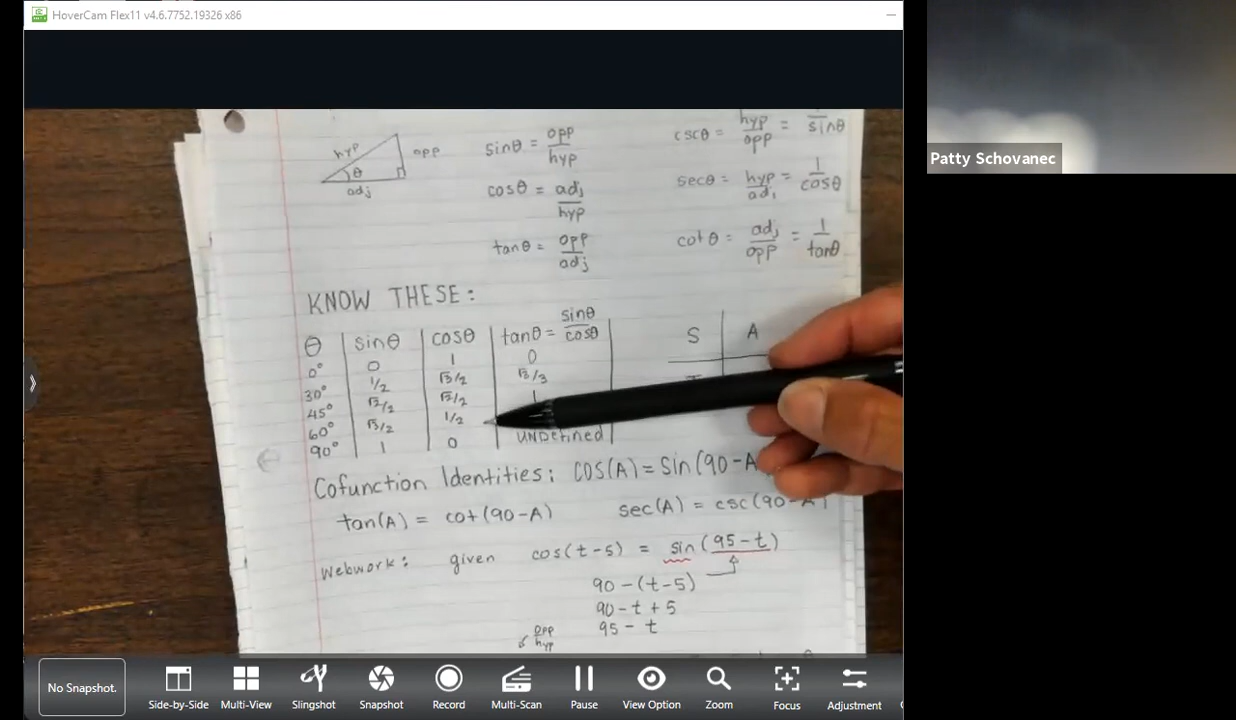 HoverCam Flex11 v4.6.7752.19326 x86
Patty Schovanec
hyp
opp
θ
adj
sinθ = opp/hyp
cscθ = hyp/opp = sinθ
cosθ = adj/hyp
secθ = hyp/adj = 1/cosθ
tanθ = opp/adj
cotθ = adj/opp = 1/tanθ
KNOW THESE:
θ sinθ cosθ tanθ = sinθ/cosθ
0° 0 1 0
30° 1/2 √3/2 √3/3
45° √2/2 √2/2 1
60° √3/2 1/2
90° 1 0 UNDefined
S A
Cofunction Identities: COS(A) = Sin(90-A
tan(A) = cot(90-A) sec(A) = csc(90-A)
Webwork: given cos(t-5) = sin(95-t)
90-(t-5)
90-t+5
95-t
opp/hyp
No Snapshot.
Side-by-Side Multi-View Slingshot Snapshot Record Multi-Scan Pause View Option Zoom Focus Adjustment